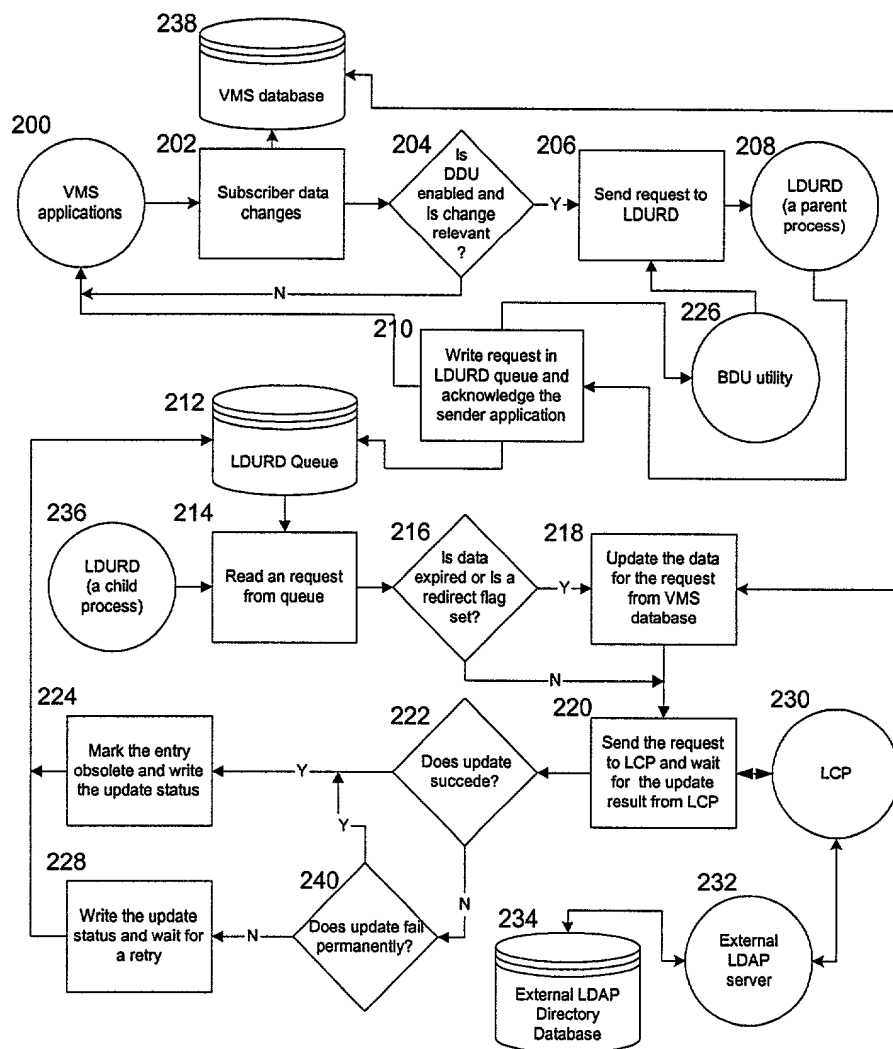 238
VMS database
200
VMS
applications
202
Subscriber data
changes
204
Is
DDU
enabled and
Is change
relevant
?
Y
N
206
Send request to
LDURD
208
LDURD
(a parent
process)
210
Write request in
LDURD queue and
acknowledge the
sender application
226
BDU utility
212
LDURD Queue
236
LDURD
(a child
process)
214
Read an request
from queue
216
Is data
expired or Is a
redirect flag
set?
Y
N
218
Update the data
for the request
from VMS
database
224
Mark the entry
obsolete and write
the update status
Y
222
Does update
succede?
220
Send the request
to LCP and wait
for the update
result from LCP
230
LCP
Y
N
228
Write the update
status and wait for
a retry
N
240
Does update fail
permanently?
234
External LDAP
Directory
Database
232
External
LDAP
server